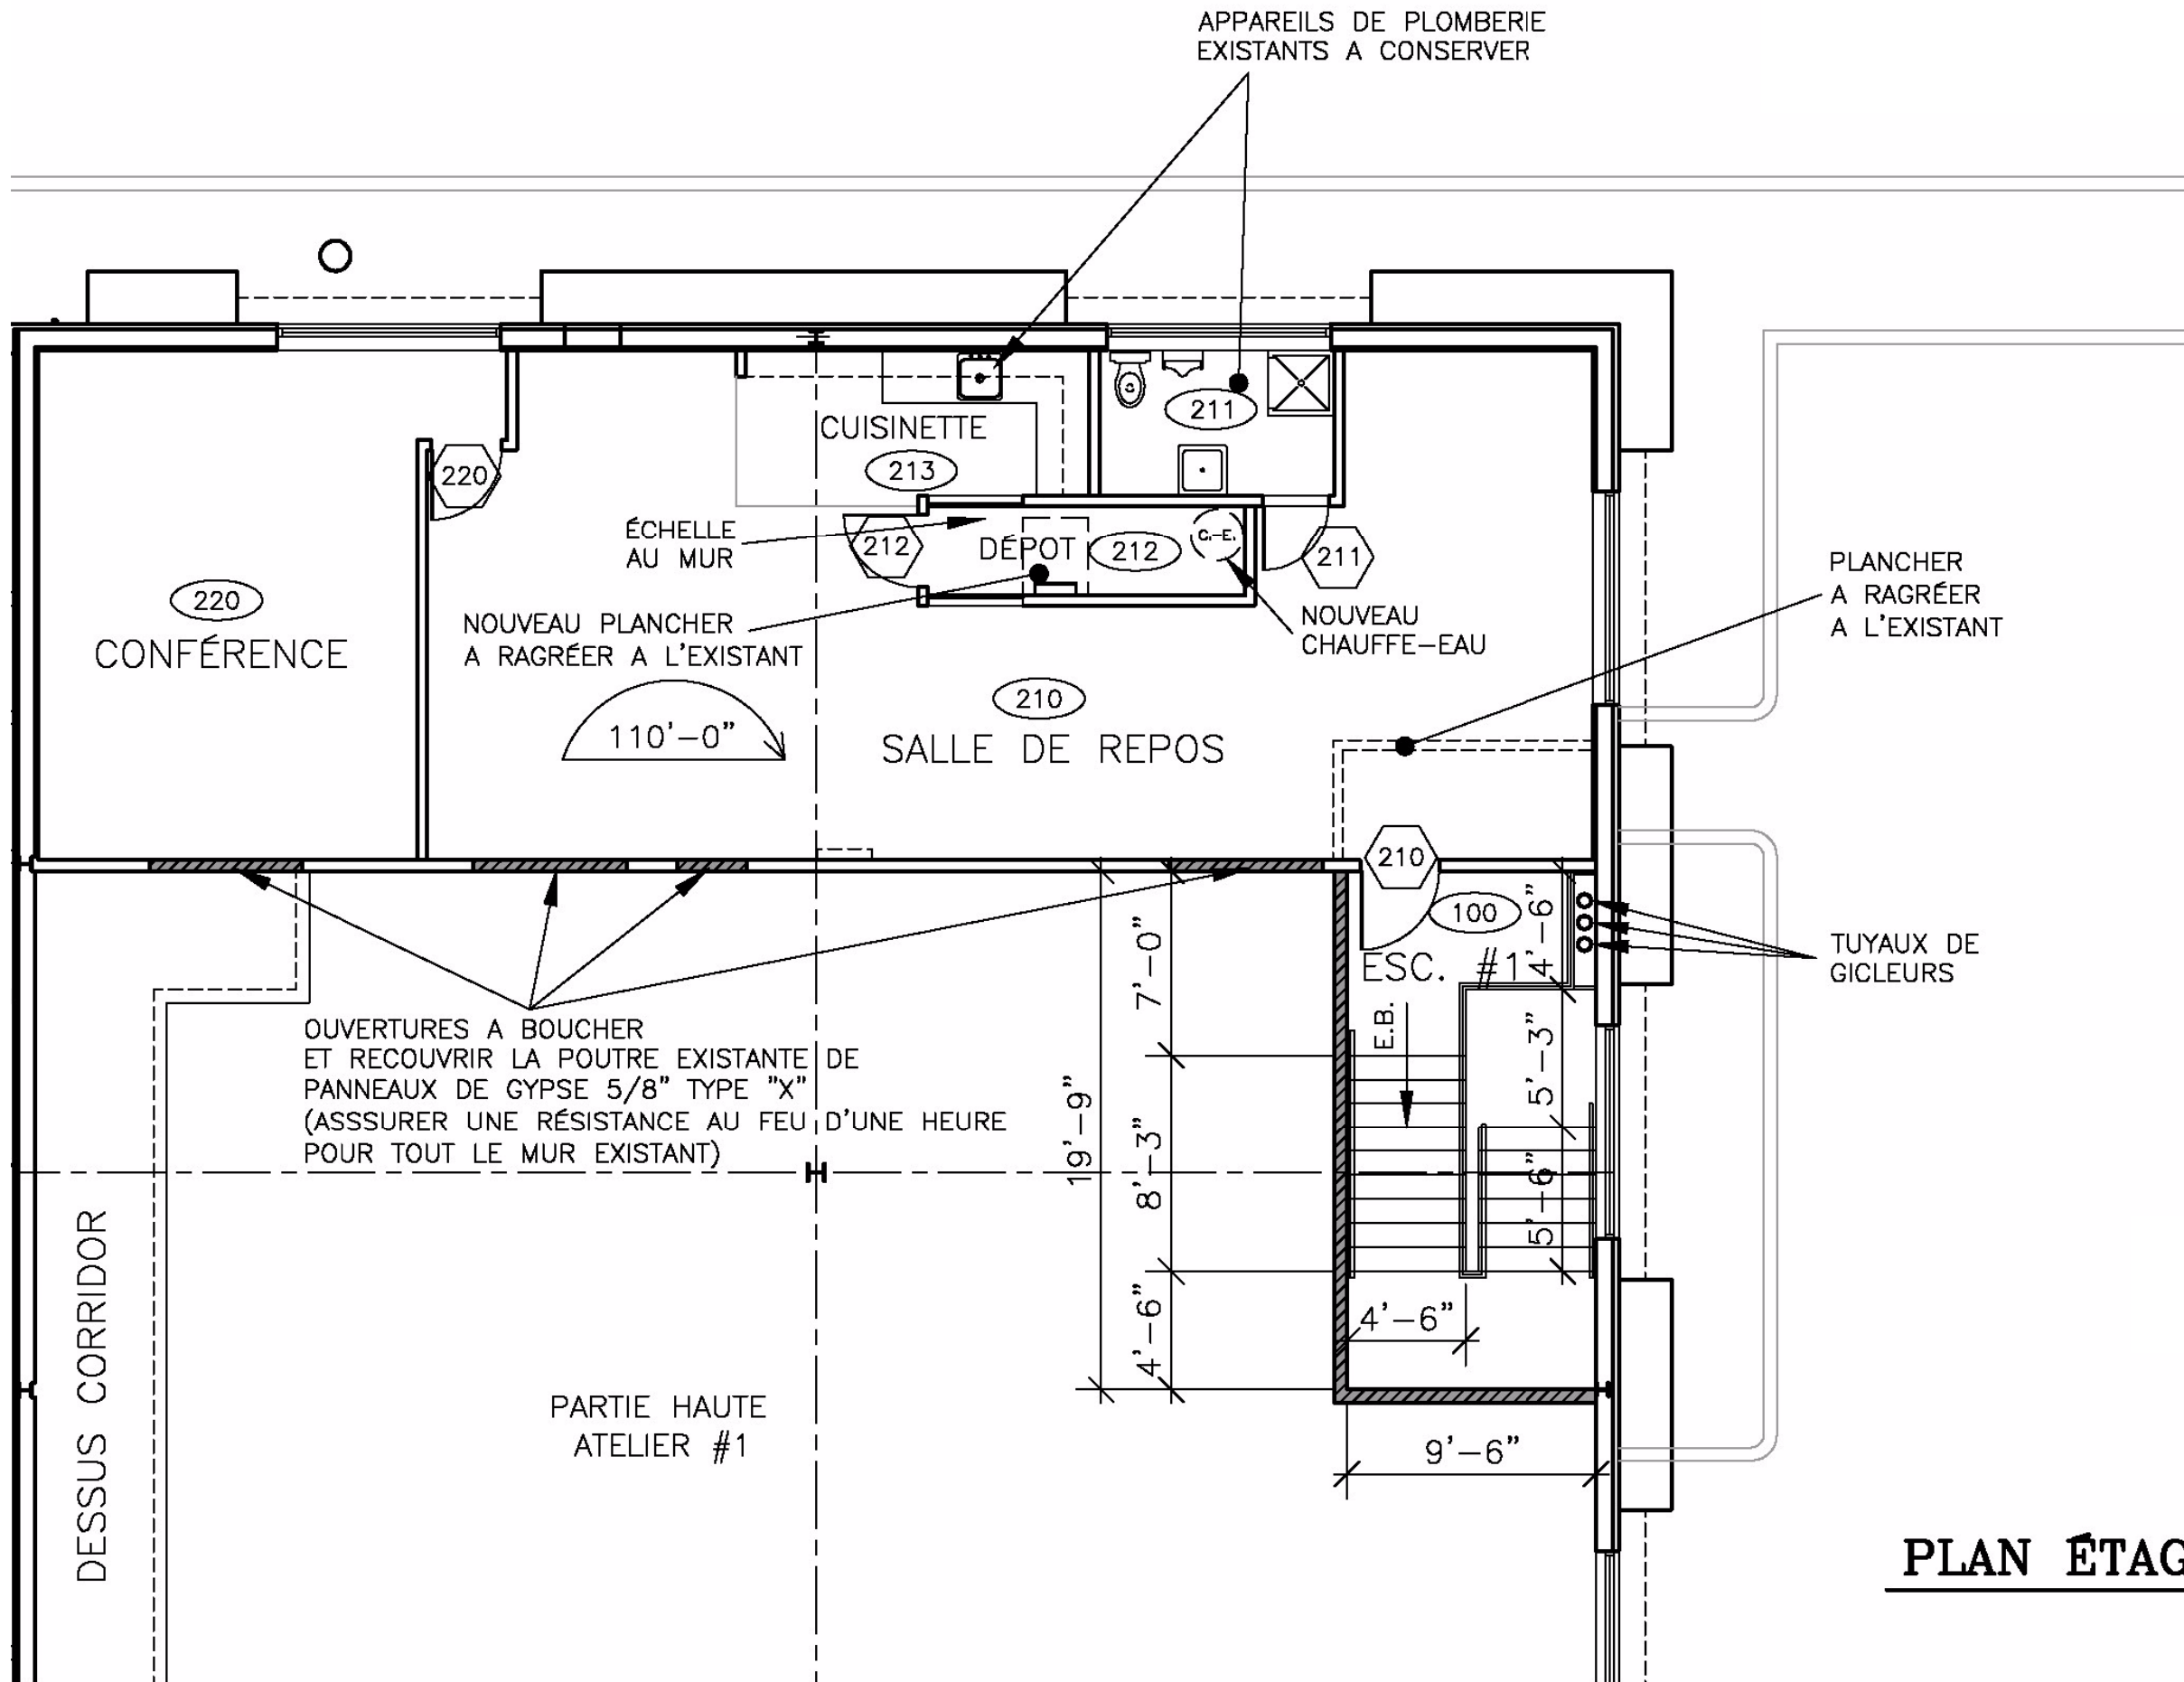 APPAREILS DE PLOMBERIE
EXISTANTS A CONSERVER
211
CUISINETTE
213
220
ÉCHELLE
AU MUR
212
DÉPOT
212
C.-E.
211
PLANCHER
A RAGRÉER
A L'EXISTANT
220
CONFÉRENCE
NOUVEAU PLANCHER
A RAGRÉER A L'EXISTANT
NOUVEAU
CHAUFFE-EAU
110'-0"
210
SALLE DE REPOS
210
100
ESC. #1
4'-6"
TUYAUX DE
GICLEURS
7'-0"
E.B.
5'-3"
OUVERTURES A BOUCHER
ET RECOUVRIR LA POUTRE EXISTANTE DE
PANNEAUX DE GYPSE 5/8" TYPE "X"
(ASSSURER UNE RÉSISTANCE AU FEU D'UNE HEURE
POUR TOUT LE MUR EXISTANT)
19'-9"
8'-3"
5'-6"
4'-6"
4'-6"
DESSUS CORRIDOR
PARTIE HAUTE
ATELIER #1
9'-6"
PLAN ÉTAG